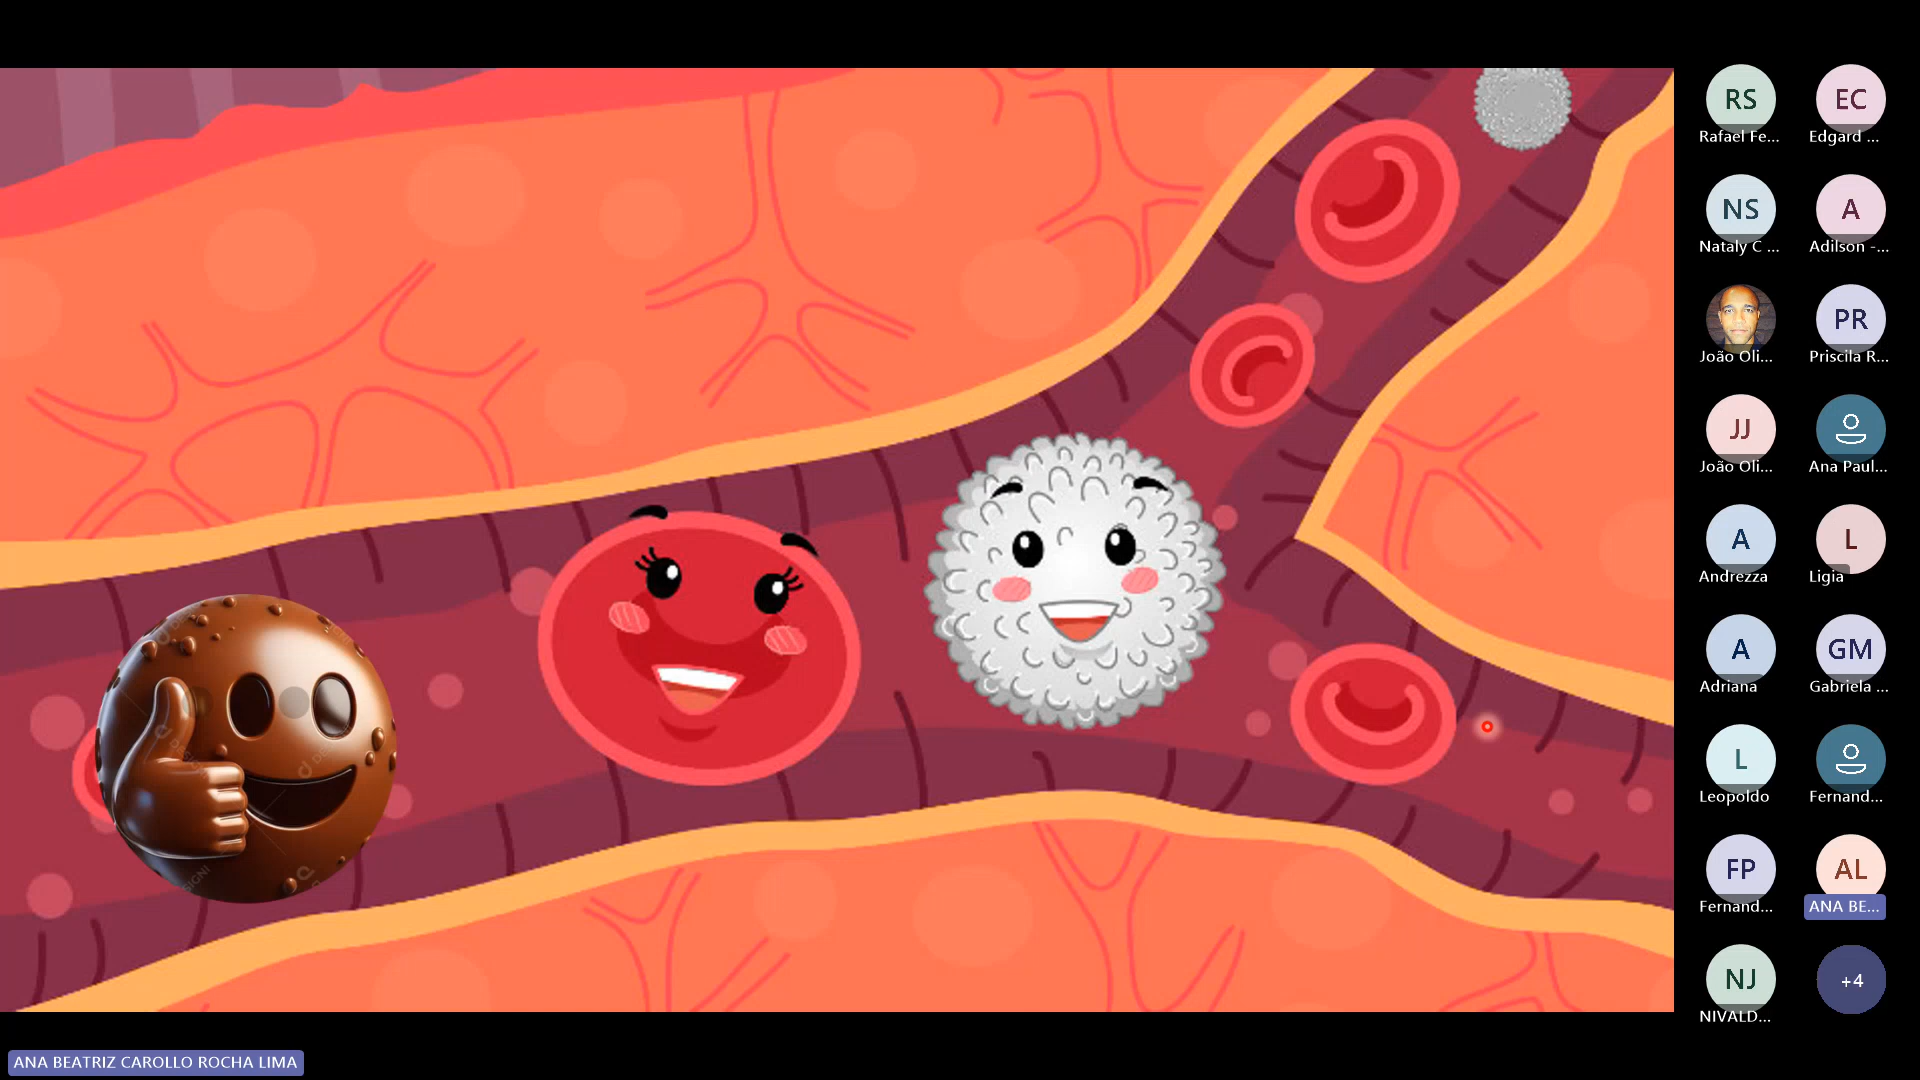 RS
Rafael Fe...
EC
Edgard ...
NS
Nataly C ...
A
Adilson -...
João Oli...
PR
Priscila R...
JJ
João Oli...
Ana Paul...
A
Andrezza
L
Ligia
A
Adriana
GM
Gabriela ...
L
Leopoldo
Fernand...
FP
Fernand...
AL
ANA BE...
NJ
NIVALD...
+4
ANA BEATRIZ CAROLLO ROCHA LIMA